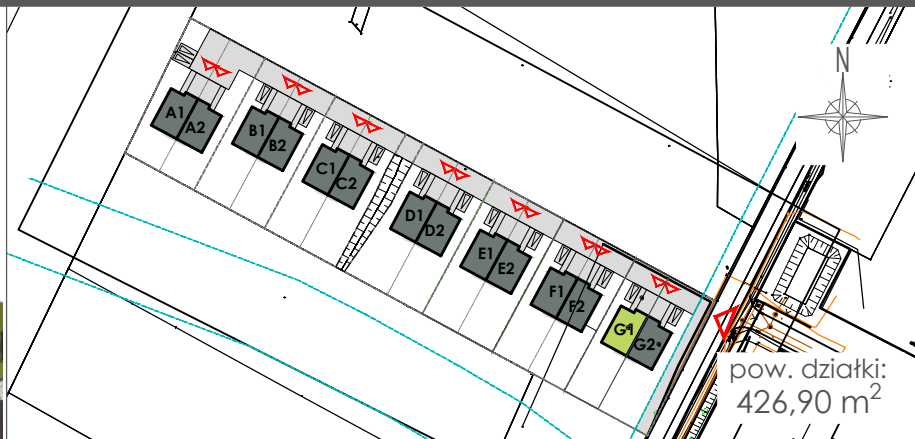 N
A1
A2
B1
B2
C1
C2
D1
D2
E1
E2
F1
F2
G1
G2
pow. działki:
426,90 m²